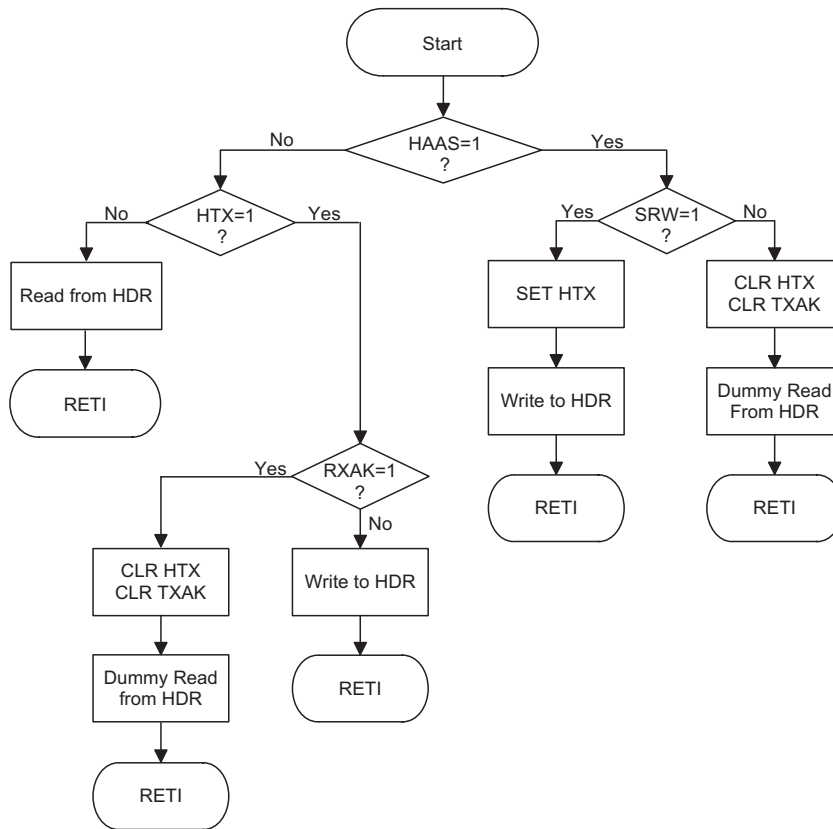 Start
HAAS=1
?
No
Yes
HTX=1
?
No
Yes
SRW=1
?
Yes
No
Read from HDR
SET HTX
CLR HTX
CLR TXAK
RETI
Write to HDR
Dummy Read
From HDR
RXAK=1
?
Yes
No
RETI
RETI
CLR HTX
CLR TXAK
Write to HDR
Dummy Read
from HDR
RETI
RETI